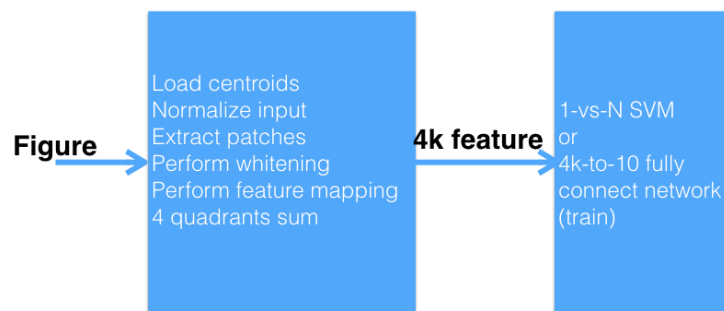 Figure
Load centroids
Normalize input
Extract patches
Perform whitening
Perform feature mapping
4 quadrants sum
4k feature
1-vs-N SVM
or
4k-to-10 fully
connect network
(train)